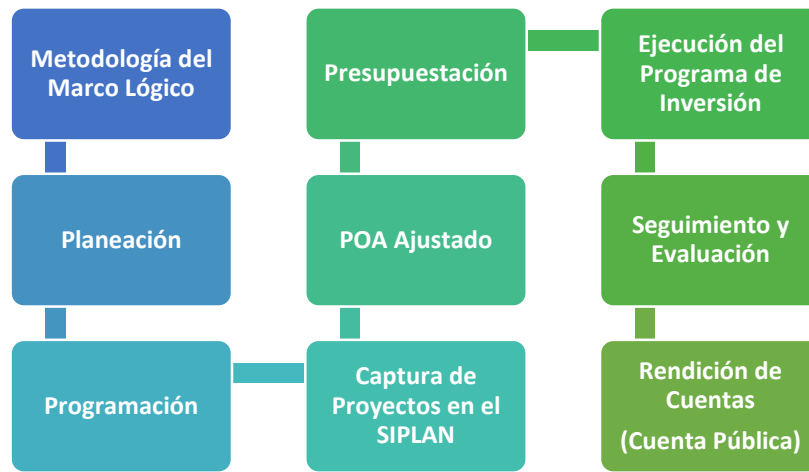 Metodología del
Marco Lógico
Planeación
Programación
Captura de
Proyectos en el
SIPLAN
POA Ajustado
Presupuestación
Ejecución del
Programa de
Inversión
Seguimiento y
Evaluación
Rendición de
Cuentas
(Cuenta Pública)